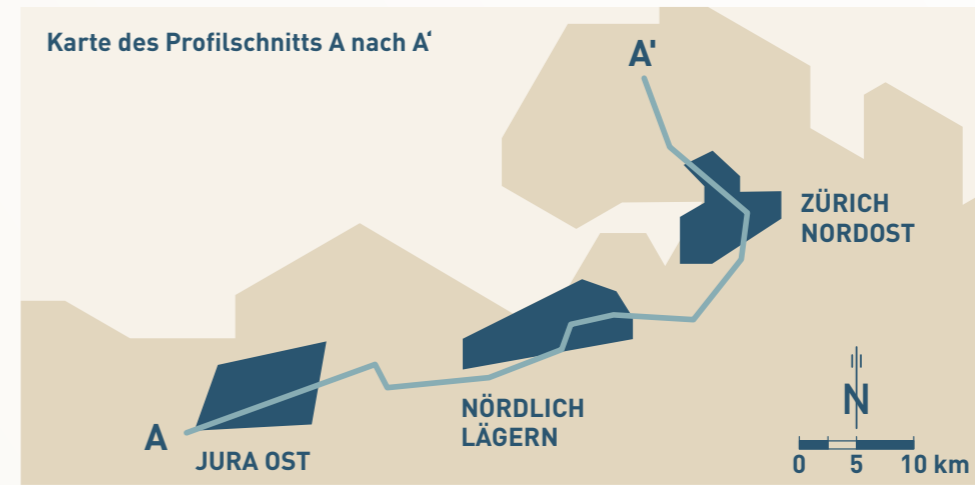 Karte des Profilschnitts A nach A‘
A'
ZÜRICH
NORDOST
NÖRDLICH
LÄGERN
A
JURA OST
N
0 5 10 km